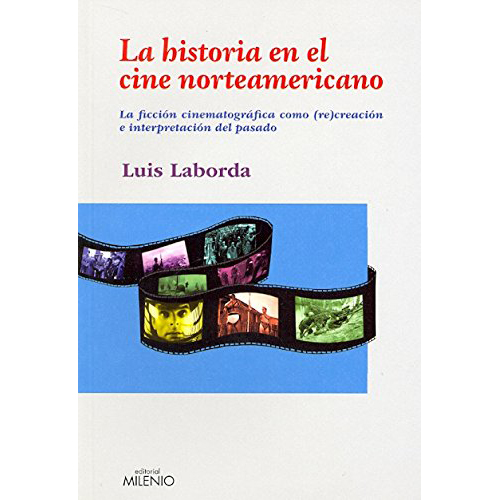 La historia en el
cine norteamericano
La ficción cinematográfica como (re)creación
e interpretación del pasado
Luis Laborda
editorial
MILENIO